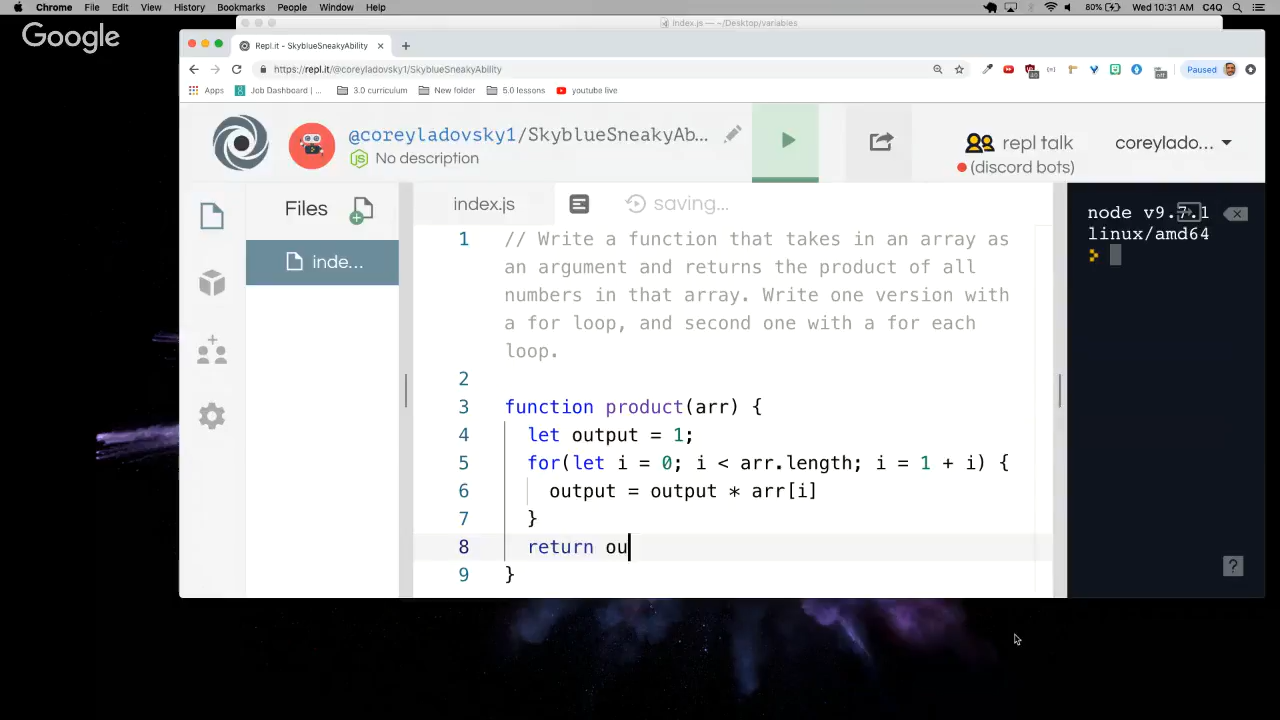 Chrome File Edit View History Bookmarks People Window Help 80% Wed 10:31 AM C4Q
Google
Index.js — ~/Desktop/variables
Repl.it - SkyblueSneakyAbility
https://repl.it/@coreyladovsky1/SkyblueSneakyAbility Paused
Apps Job Dashboard | ... 3.0 curriculum New folder 5.0 lessons youtube live
@coreyladovsky1/SkyblueSneakyAb...
No description
repl talk
(discord bots)
coreylado...
Files
inde...
index.js saving...
1 // Write a function that takes in an array as
an argument and returns the product of all
numbers in that array. Write one version with
a for loop, and second one with a for each
loop.
2
3 function product(arr) {
4 let output = 1;
5 for(let i = 0; i < arr.length; i = 1 + i) {
6 output = output * arr[i]
7 }
8 return ou
9 }
node v9.7.1
linux/amd64
?